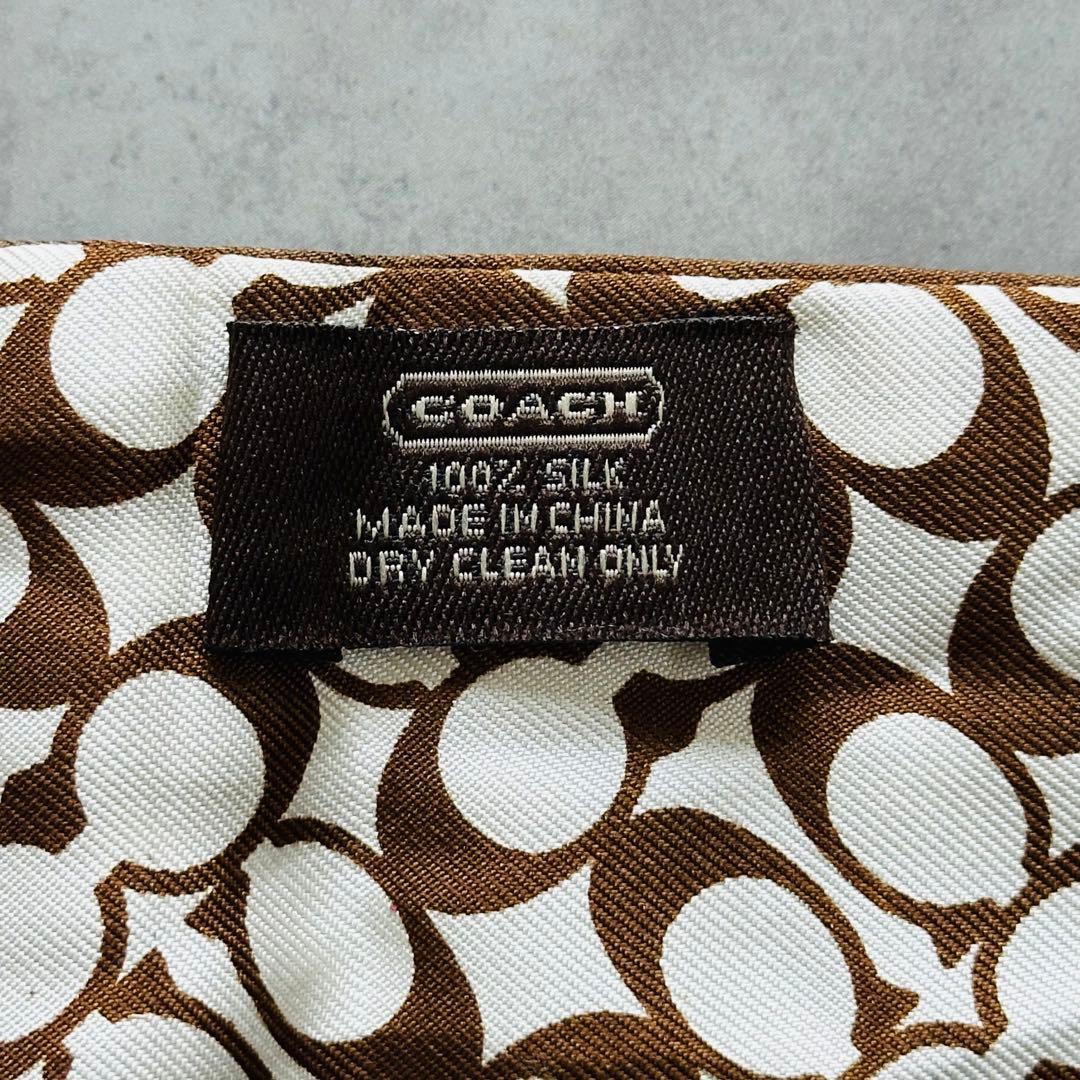 COACH
100% SILK
MADE IN CHINA
DRY CLEAN ONLY